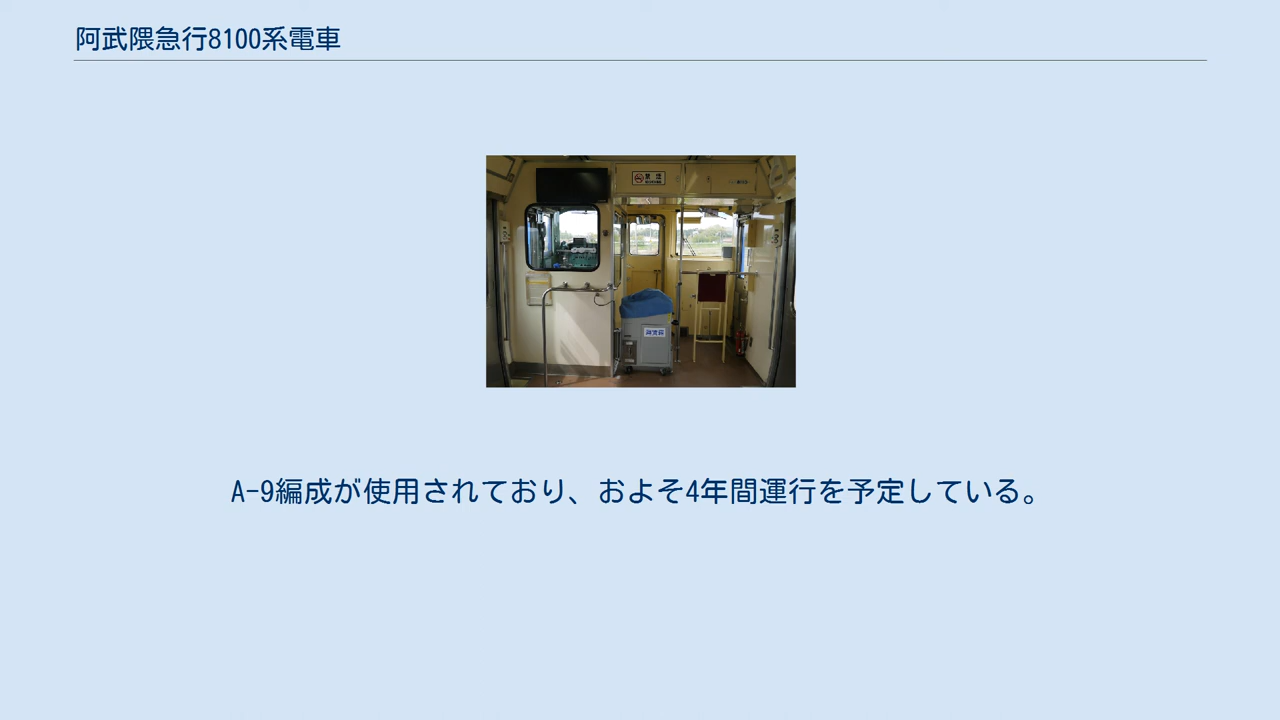 阿武隈急行8100系電車
禁煙
A-9編成が使用されており、およそ4年間運行を予定している。